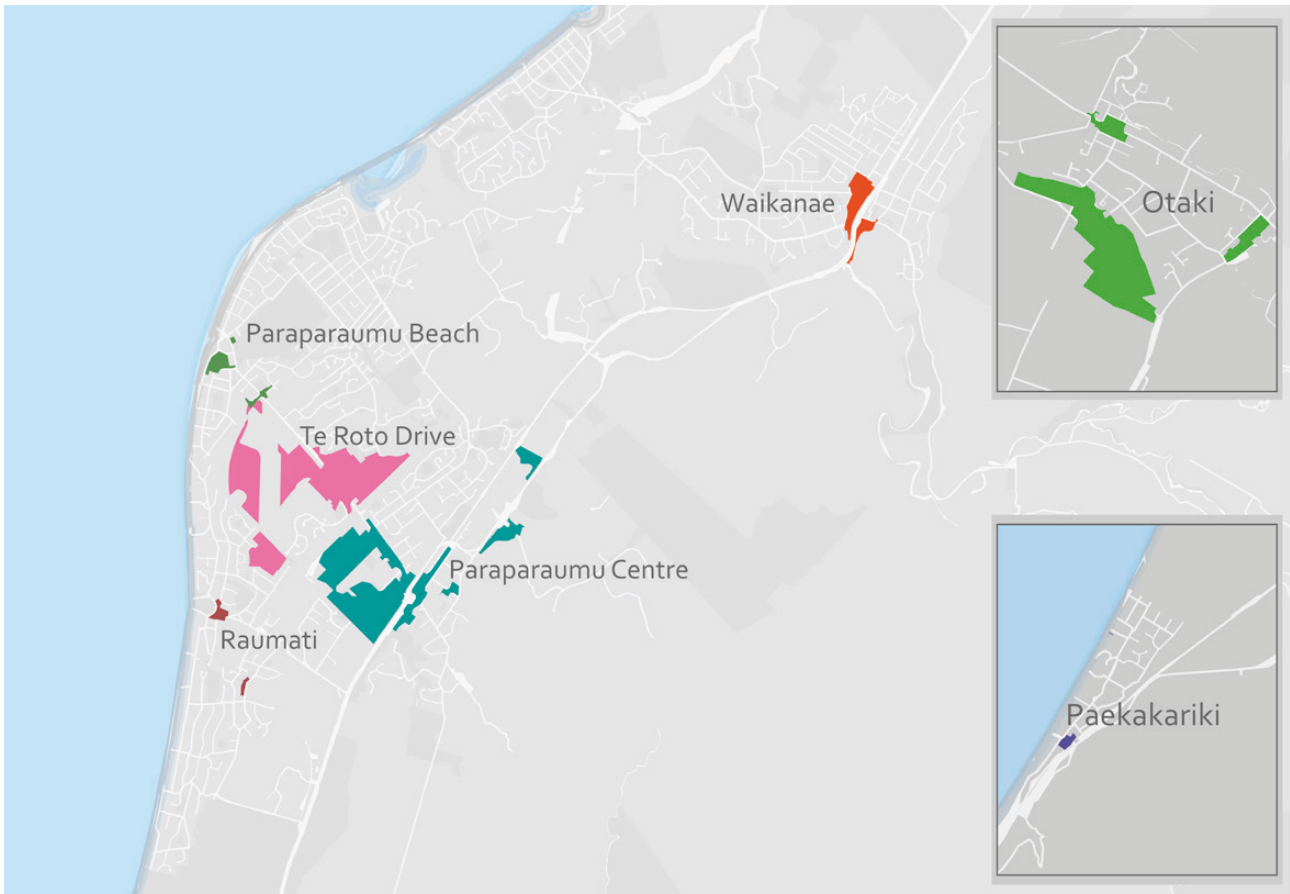 Waikanae
Otaki
Paraparaumu Beach
Te Roto Drive
Paraparaumu Centre
Raumati
Paekakariki